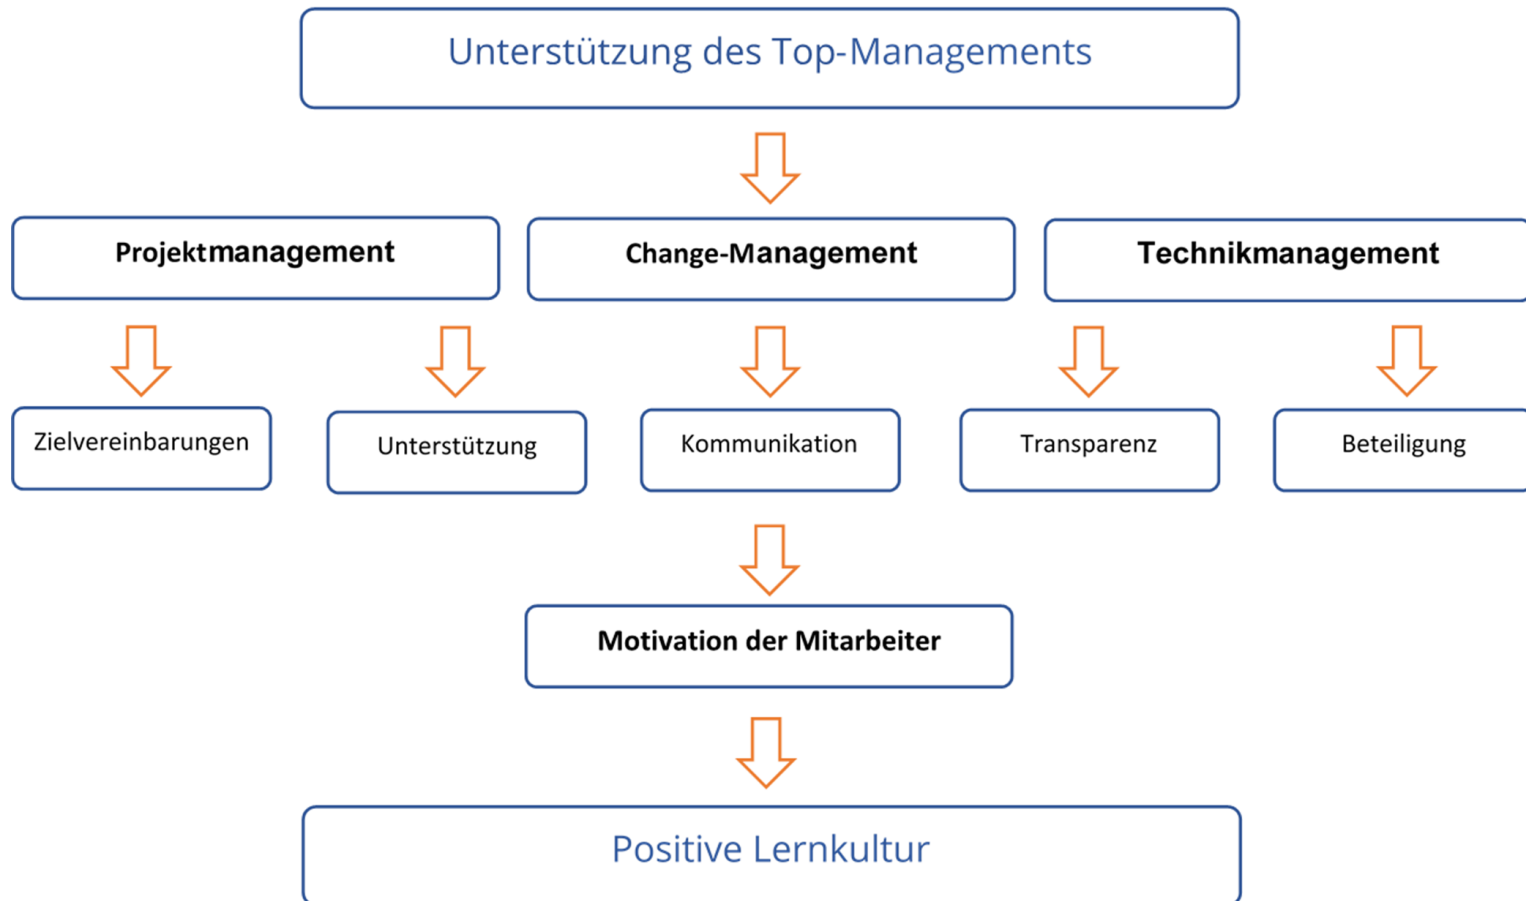 Unterstützung des Top-Managements
Projektmanagement
Change-Management
Technikmanagement
Zielvereinbarungen
Unterstützung
Kommunikation
Transparenz
Beteiligung
Motivation der Mitarbeiter
Positive Lernkultur